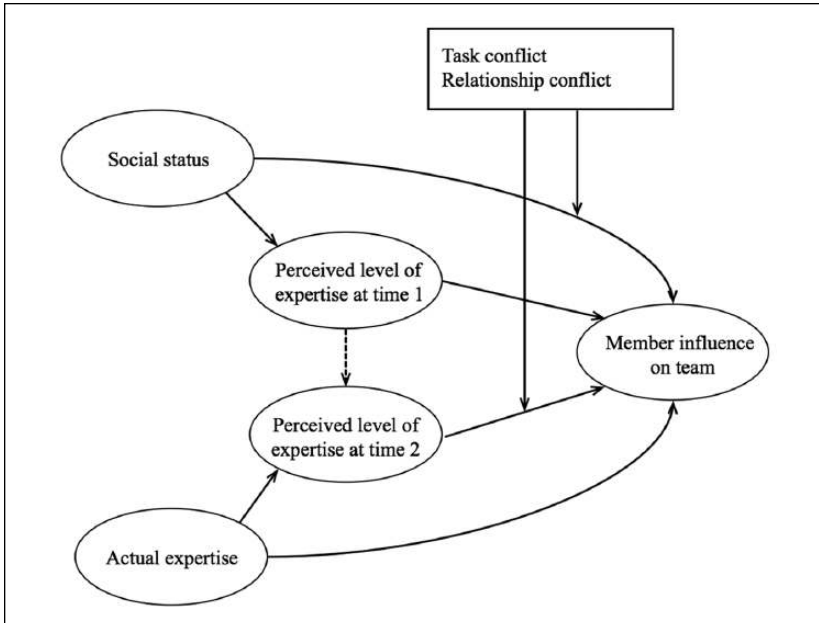 Task conflict
Relationship conflict
Social status
Perceived level of
expertise at time 1
Member influence
on team
Perceived level of
expertise at time 2
Actual expertise